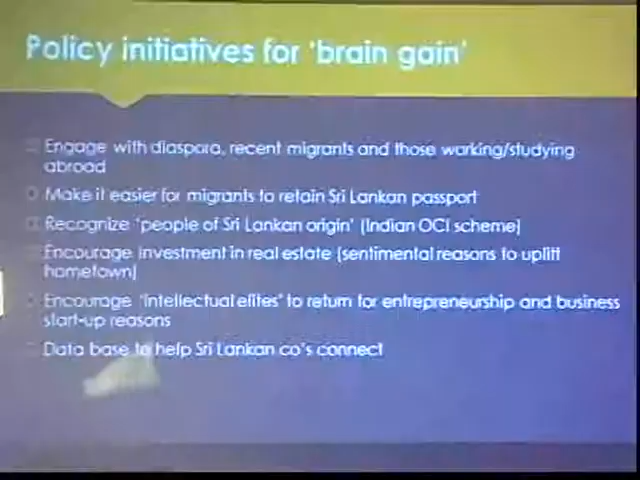 Policy initiatives for 'brain gain'
Engage with diaspora, recent migrants and those working/studying
abroad
Make it easier for migrants to retain Sri Lankan passport
Recognize 'people of Sri Lankan origin' (Indian OCI scheme)
Encourage investment in real estate (sentimental reasons to uplift
hometown)
Encourage 'intellectual elites' to return for entrepreneurship and business
start-up reasons
Data base to help Sri Lankan co's connect